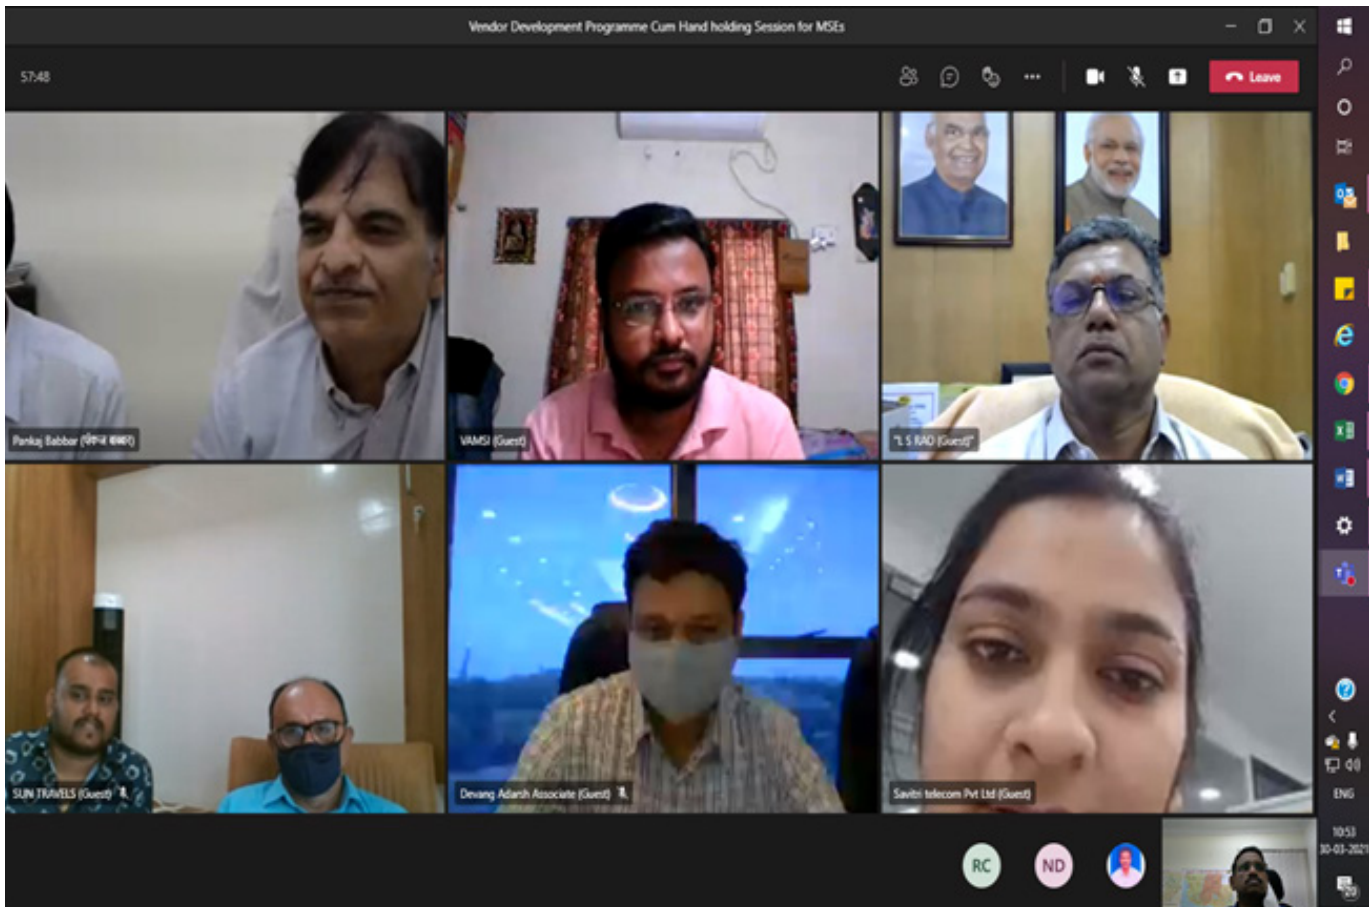 Vendor Development Programme Cum Hand holding Session for MSEs
57:48
Leave
Pankaj Babbar (पंकज बब्बर)
VAMSI (Guest)
"L S RAO (Guest)"
SUN TRAVELS (Guest)
Devang Adarsh Associate (Guest)
Savitri telecom Pvt Ltd (Guest)
RC
ND
ENG
10:53
30-03-2021
20